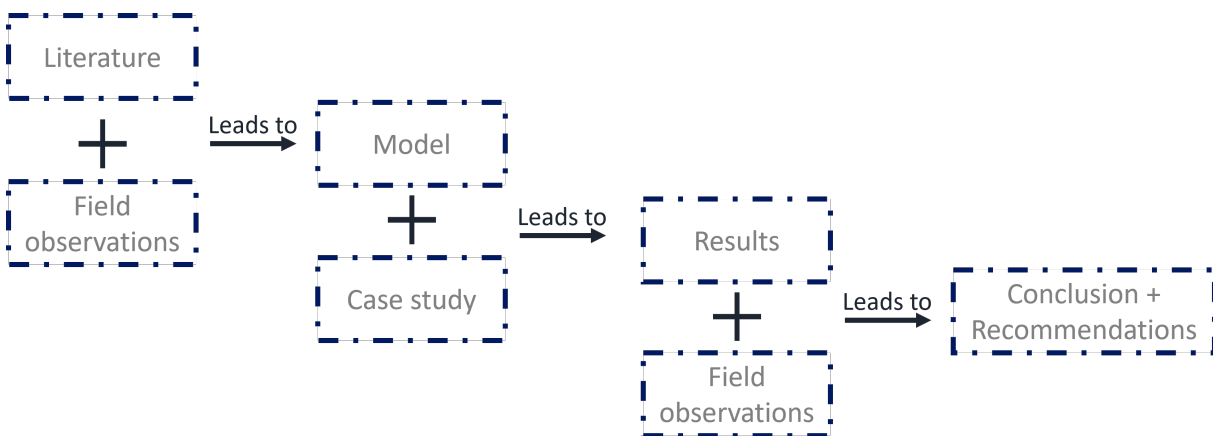 Literature
+
Field
observations
Leads to
Model
+
Case study
Leads to
Results
+
Field
observations
Leads to
Conclusion +
Recommendations